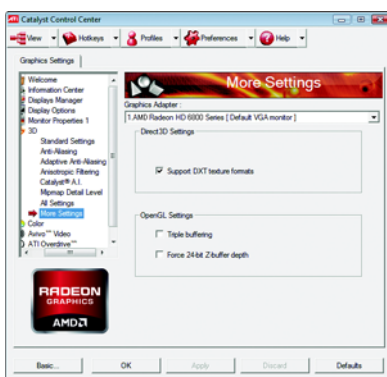 ATI Catalyst Control Center
View Hotkeys Profiles Preferences Help
Graphics Settings
Welcome
Information Center
Displays Manager
Display Options
Monitor Properties 1
3D
Standard Settings
Anti-Aliasing
Adaptive Anti-Aliasing
Anisotropic Filtering
Catalyst® A.I.
Mipmap Detail Level
All Settings
More Settings
Color
Avivo™ Video
ATI Overdrive™
RADEON
GRAPHICS
AMD
More Settings
Graphics Adapter :
1.AMD Radeon HD 6000 Series [ Default VGA monitor ]
Direct3D Settings
Support DXT texture formats
OpenGL Settings
Triple buffering
Force 24-bit Z-buffer depth
Basic... OK Apply Discard Defaults